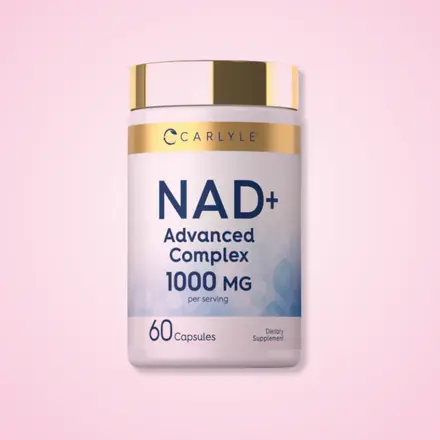 CARLYLE
NAD+
Advanced
Complex
1000 MG
per serving
60 Capsules
Dietary
Supplement